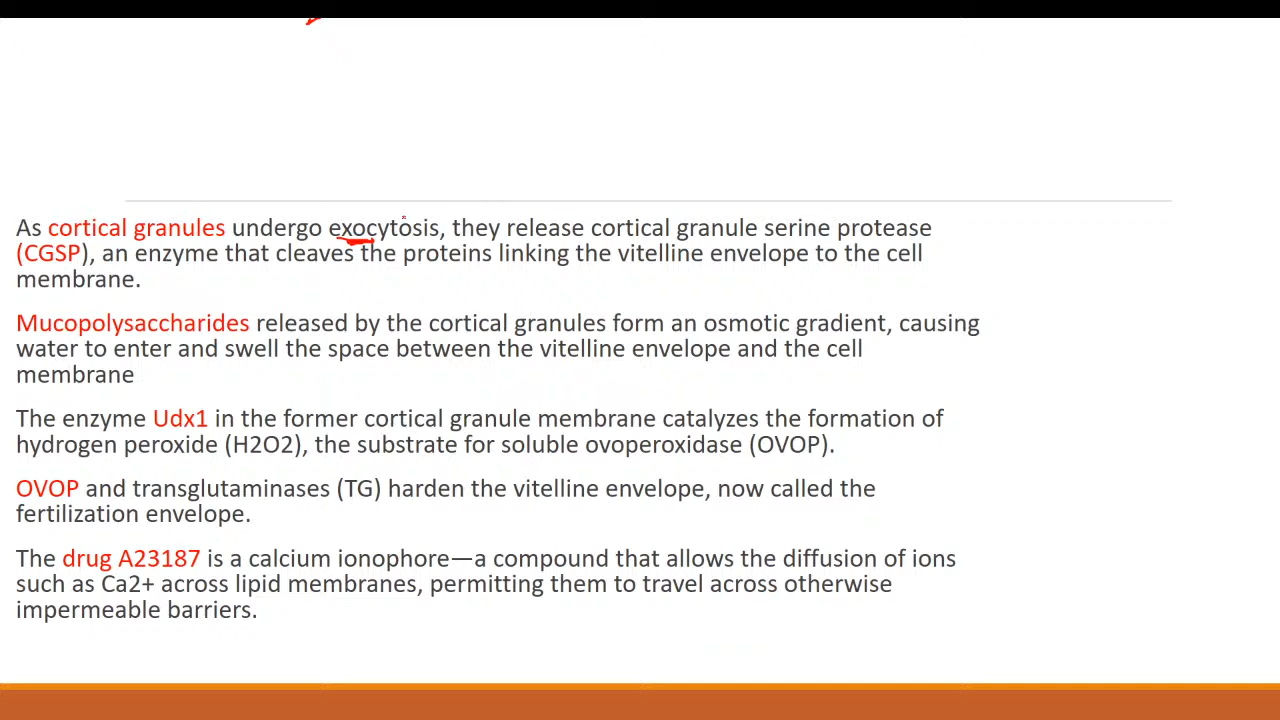 As cortical granules undergo exocytosis, they release cortical granule serine protease
(CGSP), an enzyme that cleaves the proteins linking the vitelline envelope to the cell
membrane.
Mucopolysaccharides released by the cortical granules form an osmotic gradient, causing
water to enter and swell the space between the vitelline envelope and the cell
membrane
The enzyme Udx1 in the former cortical granule membrane catalyzes the formation of
hydrogen peroxide (H2O2), the substrate for soluble ovoperoxidase (OVOP).
OVOP and transglutaminases (TG) harden the vitelline envelope, now called the
fertilization envelope.
The drug A23187 is a calcium ionophore—a compound that allows the diffusion of ions
such as Ca2+ across lipid membranes, permitting them to travel across otherwise
impermeable barriers.